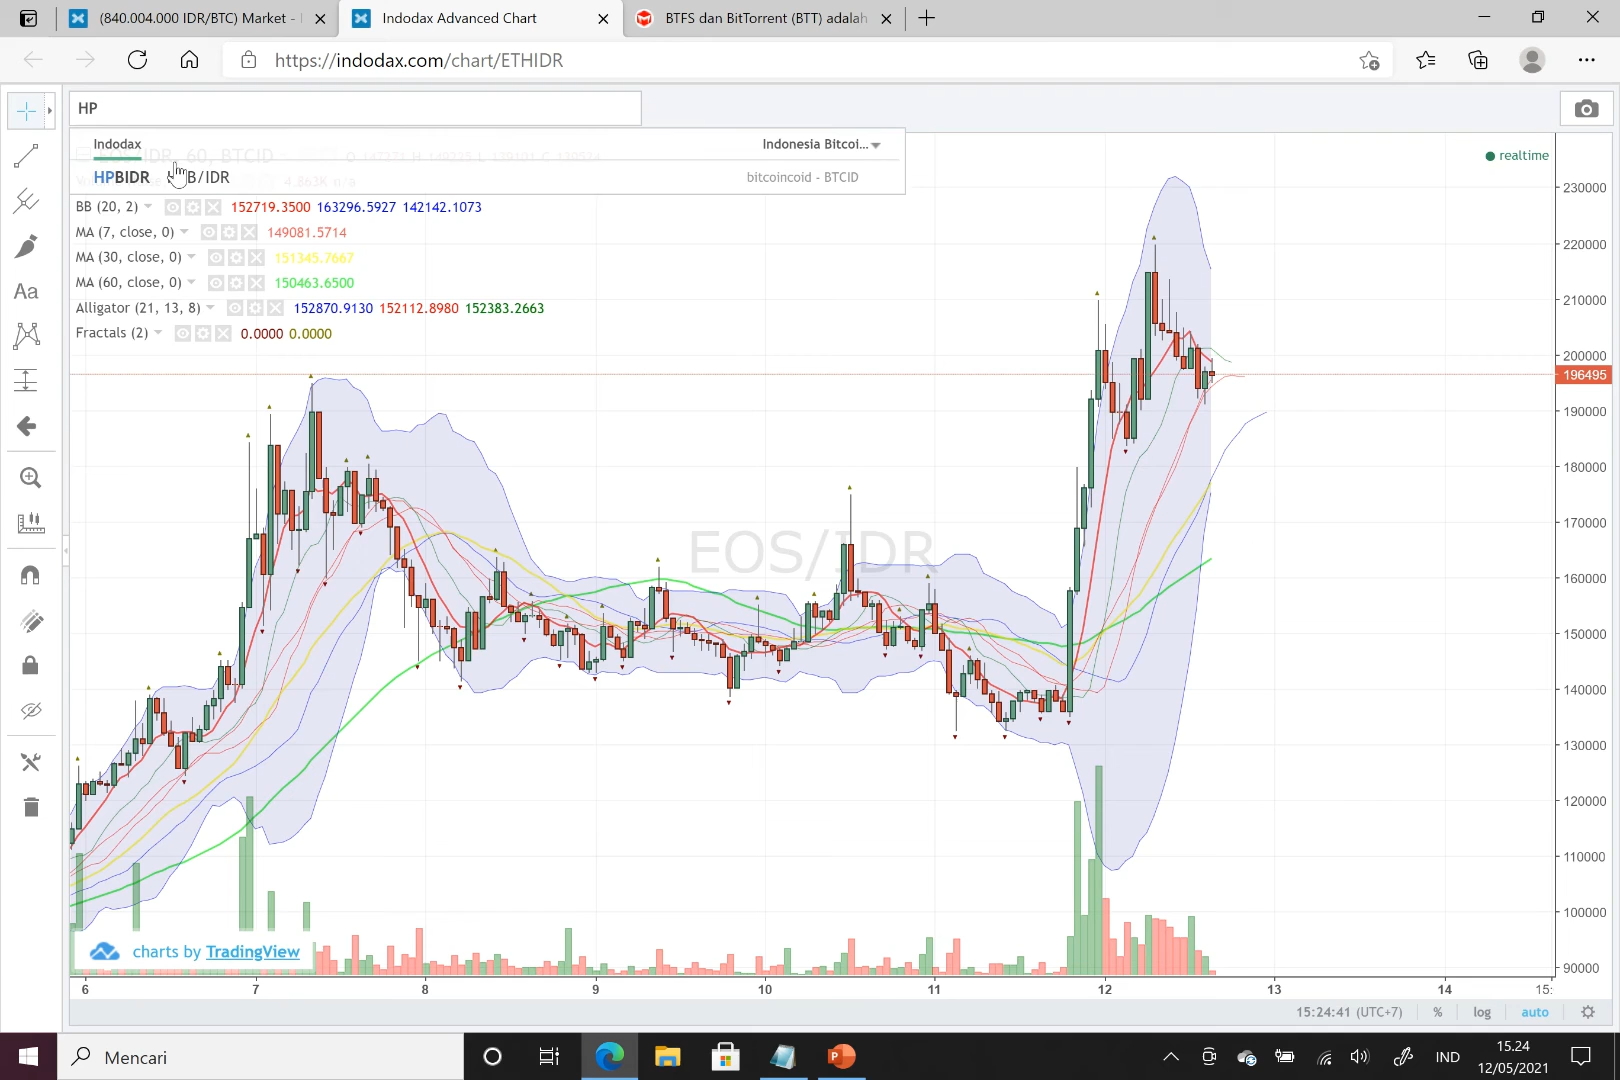 (840.004.000 IDR/BTC) Market -
Indodax Advanced Chart
BTFS dan BitTorrent (BTT) adalah
https://indodax.com/chart/ETHIDR
HP
Indodax
Indonesia Bitcoi...
HPBIDR
B/IDR
bitcoincoid - BTCID
IDR, 60, BTCID
4.863K n/a
realtime
BB (20, 2) 152719.3500 163296.5927 142142.1073
MA (7, close, 0) 149081.5714
MA (30, close, 0) 151345.7667
MA (60, close, 0) 150463.6500
Alligator (21, 13, 8) 152870.9130 152112.8980 152383.2663
Fractals (2) 0.0000 0.0000
Aa
EOS/IDR
230000
220000
210000
200000
196495
190000
180000
170000
160000
150000
140000
130000
120000
110000
100000
90000
charts by TradingView
6 7 8 9 10 11 12 13 14 15:
15:24:41 (UTC+7) % log auto
Mencari
IND
15.24
12/05/2021